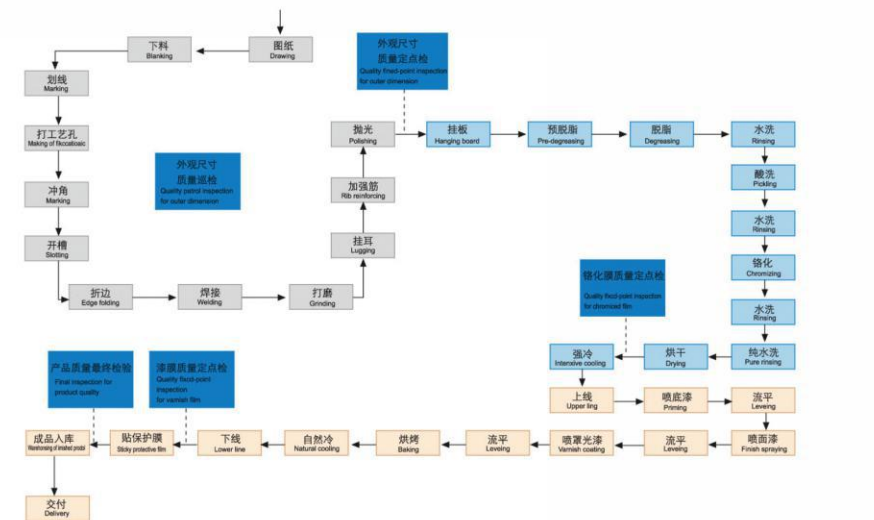 图纸
Drawing
下料
Blanking
划线
Marking
打工艺孔
冲角
Marking
开槽
Slotting
折边
Edge folding
焊接
Welding
打磨
Grinding
挂耳
Lugging
加强筋
Rib reinforcing
抛光
Polishing
外观尺寸
质量巡检
Quality patrol inspection
for outer dimension
外观尺寸
质量定点检
Quality fixed-point inspection
for outer dimension
挂板
Hanging board
预脱脂
Pre-degreasing
脱脂
Degreasing
水洗
Rinsing
酸洗
Pickling
水洗
Rinsing
铬化
Chromizing
水洗
Rinsing
纯水洗
Pure rinsing
烘干
Drying
强冷
Intensive cooling
铬化膜质量定点检
Quality fixed-point inspection
for chromized film
上线
Upper ling
喷底漆
Priming
流平
Leveing
喷面漆
Finish spraying
流平
Leveing
喷罩光漆
Varnish coating
流平
Leveing
烘烤
Baking
自然冷
Natural cooling
下线
Lower line
贴保护膜
Sticky protective film
漆膜质量定点检
Quality fixed-point
inspection
for varnish film
产品质量最终检验
Final inspection for
product quality
成品入库
交付
Delivery